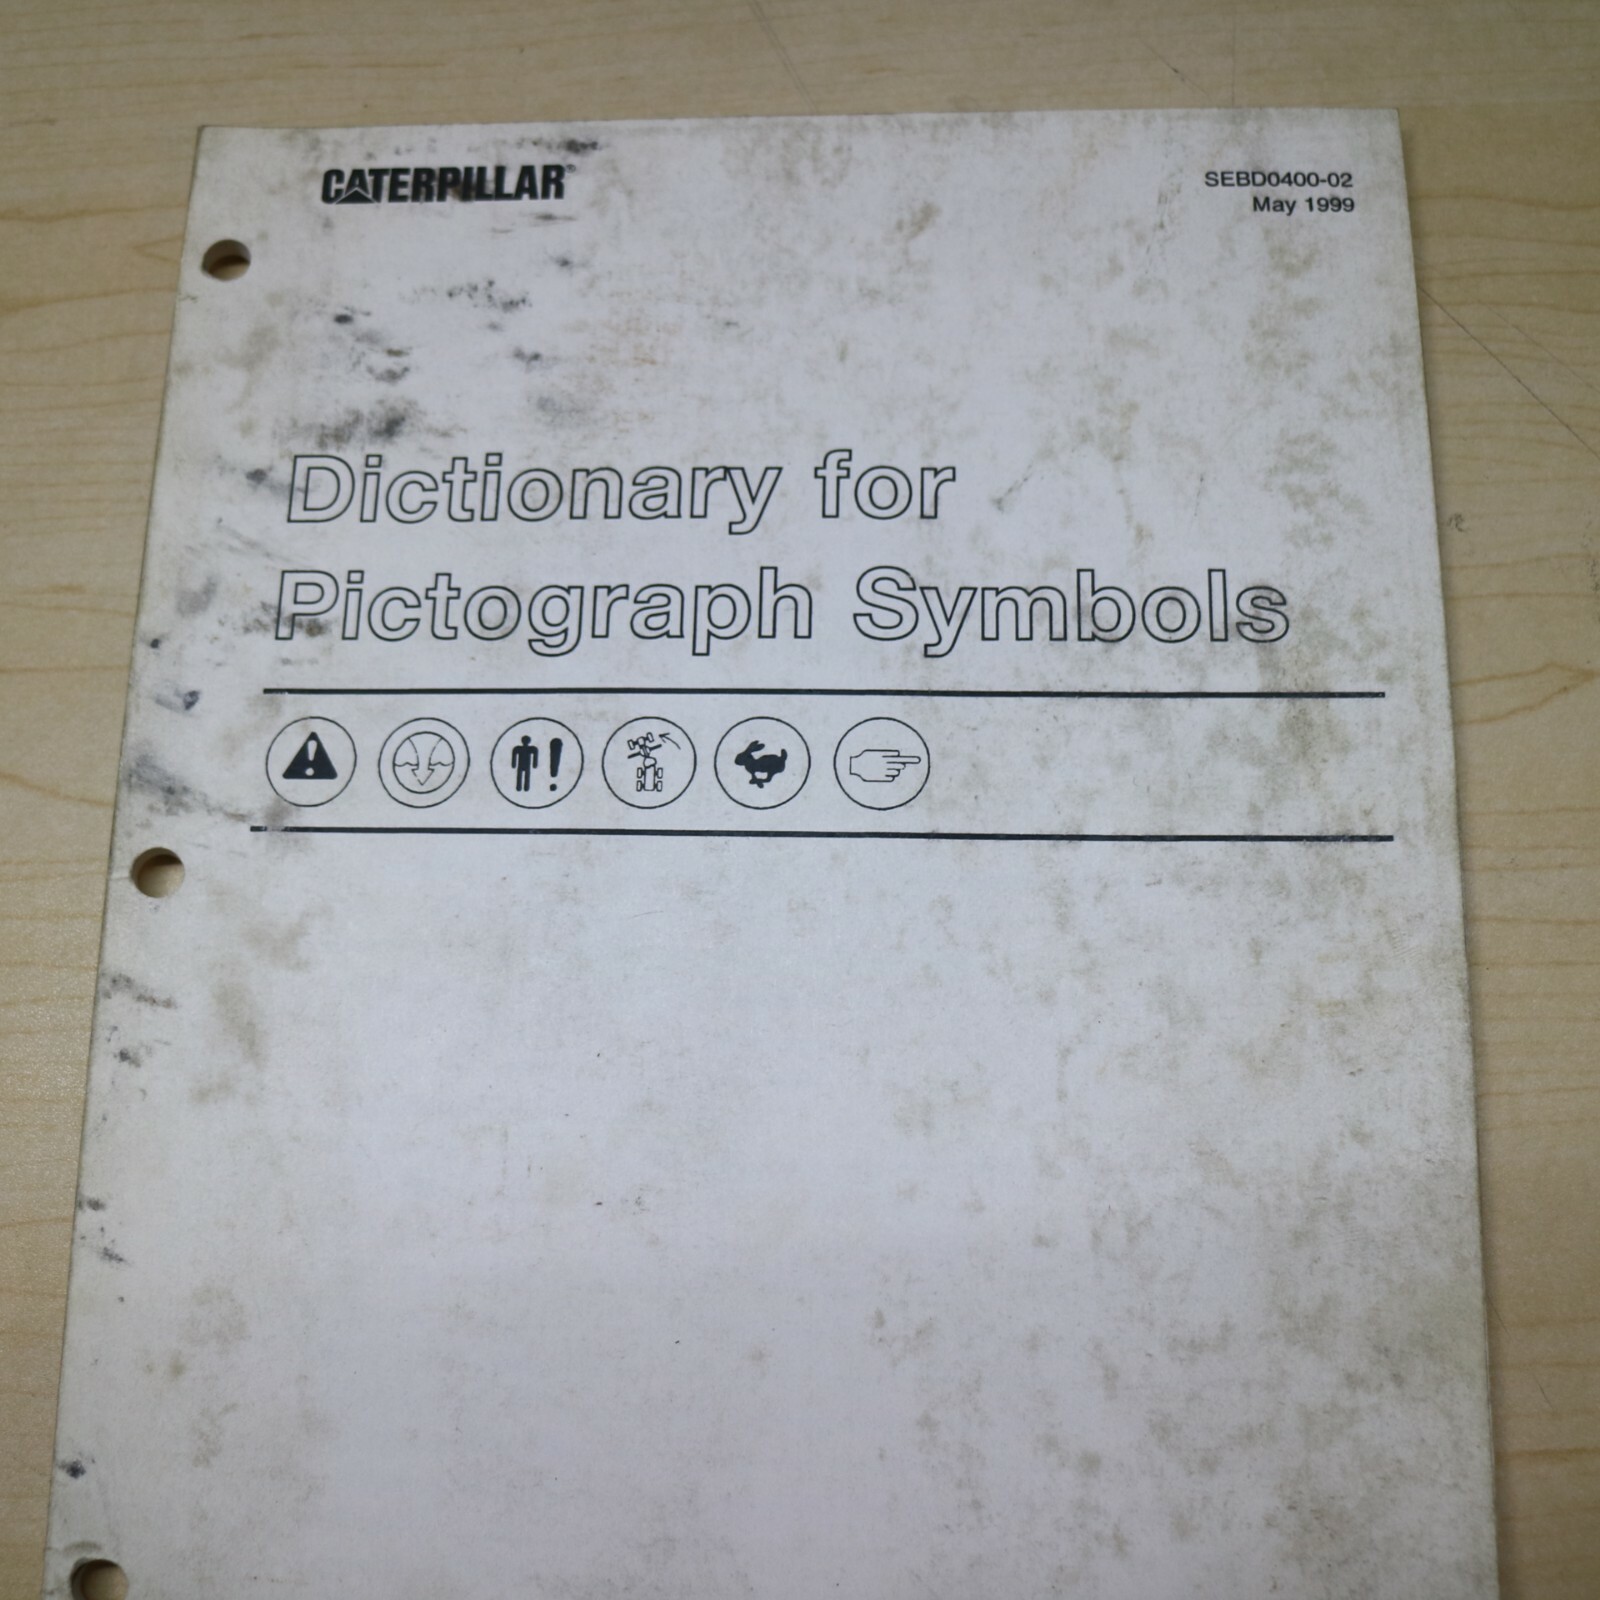 CATERPILLAR®
SEBD0400-02
May 1999
Dictionary for
Pictograph Symbols